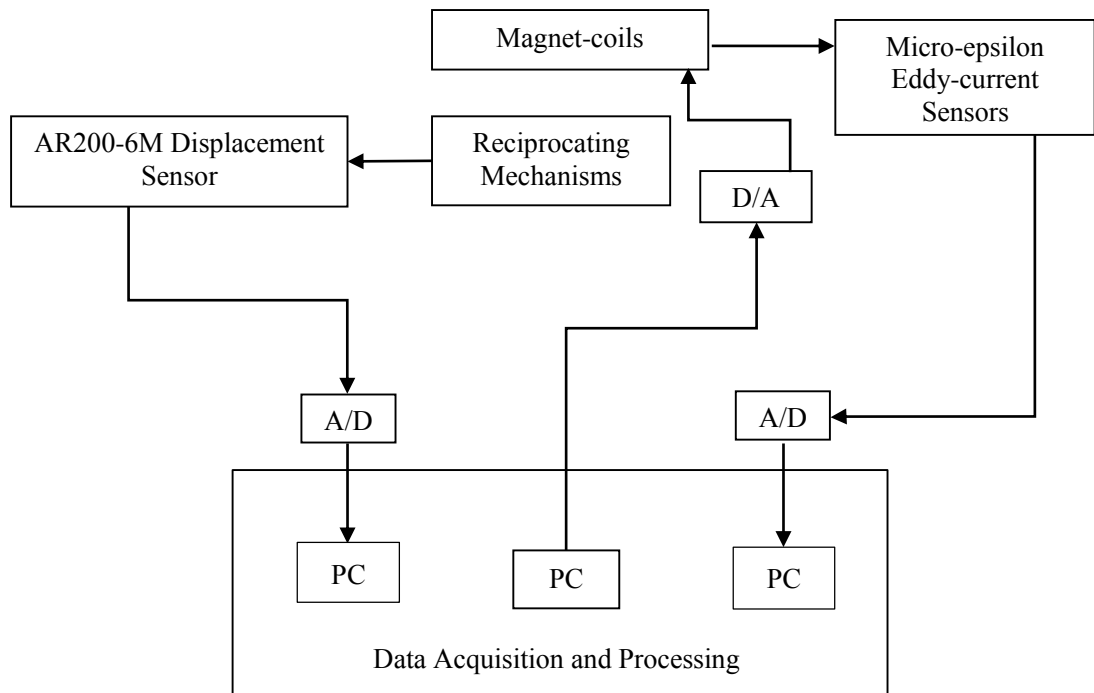 Magnet-coils
Micro-epsilon
Eddy-current
Sensors
AR200-6M Displacement
Sensor
Reciprocating
Mechanisms
D/A
A/D
A/D
PC
PC
PC
Data Acquisition and Processing